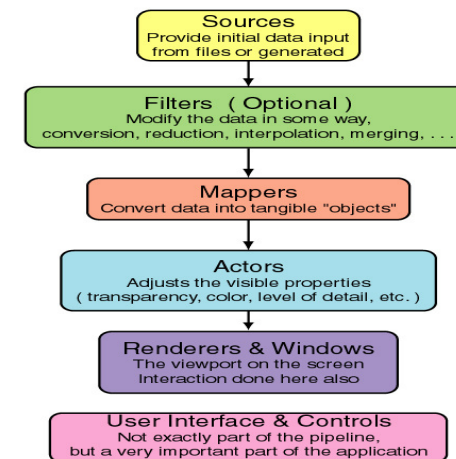 Sources
Provide initial data input
from files or generated
Filters ( Optional )
Modify the data in some way,
conversion, reduction, interpolation, merging, . . .
Mappers
Convert data into tangible "objects"
Actors
Adjusts the visible properties
( transparency, color, level of detail, etc. )
Renderers & Windows
The viewport on the screen
Interaction done here also
User Interface & Controls
Not exactly part of the pipeline,
but a very important part of the application